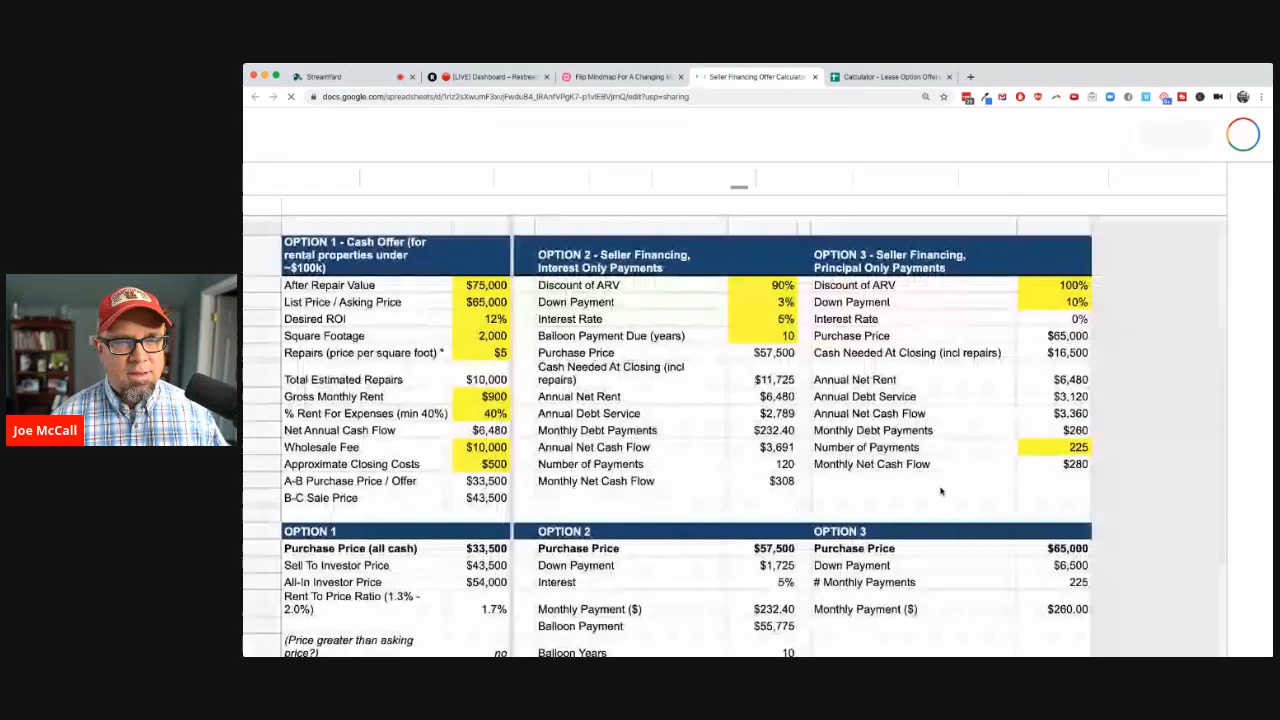 StreamYard
[LIVE] Dashboard – Restream
Flip Mindmap For A Changing M
Seller Financing Offer Calculator
Calculator - Lease Option Offer
OPTION 1 - Cash Offer (for
rental properties under
~$100k)
After Repair Value $75,000
List Price / Asking Price $65,000
Desired ROI 12%
Square Footage 2,000
Repairs (price per square foot) * $5
Total Estimated Repairs $10,000
Gross Monthly Rent $900
% Rent For Expenses (min 40%) 40%
Net Annual Cash Flow $6,480
Wholesale Fee $10,000
Approximate Closing Costs $500
A-B Purchase Price / Offer $33,500
B-C Sale Price $43,500
OPTION 2 - Seller Financing,
Interest Only Payments
Discount of ARV 90%
Down Payment 3%
Interest Rate 5%
Balloon Payment Due (years) 10
Purchase Price $57,500
Cash Needed At Closing (incl
repairs) $11,725
Annual Net Rent $6,480
Annual Debt Service $2,789
Monthly Debt Payments $232.40
Annual Net Cash Flow $3,691
Number of Payments 120
Monthly Net Cash Flow $308
OPTION 3 - Seller Financing,
Principal Only Payments
Discount of ARV 100%
Down Payment 10%
Interest Rate 0%
Purchase Price $65,000
Cash Needed At Closing (incl repairs) $16,500
Annual Net Rent $6,480
Annual Debt Service $3,120
Annual Net Cash Flow $3,360
Monthly Debt Payments $260
Number of Payments 225
Monthly Net Cash Flow $280
OPTION 1
Purchase Price (all cash) $33,500
Sell To Investor Price $43,500
All-In Investor Price $54,000
Rent To Price Ratio (1.3% -
2.0%) 1.7%
(Price greater than asking
price?) no
OPTION 2
Purchase Price $57,500
Down Payment $1,725
Interest 5%
Monthly Payment ($) $232.40
Balloon Payment $55,775
Balloon Years 10
OPTION 3
Purchase Price $65,000
Down Payment $6,500
# Monthly Payments 225
Monthly Payment ($) $260.00
Joe McCall